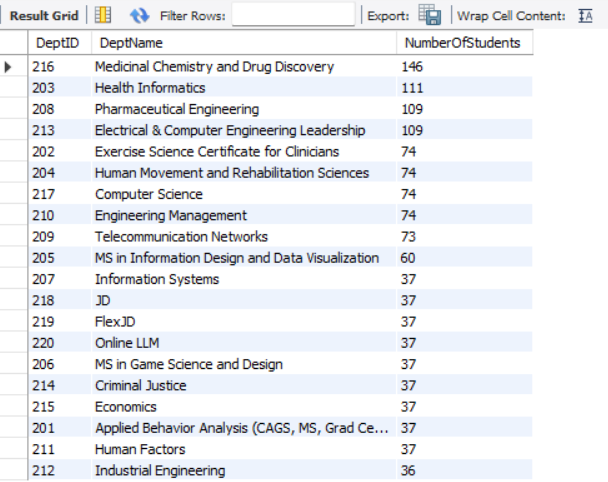 Result Grid Filter Rows: Export: Wrap Cell Content: IA
DeptID DeptName NumberOfStudents
216 Medicinal Chemistry and Drug Discovery 146
203 Health Informatics 111
208 Pharmaceutical Engineering 109
213 Electrical & Computer Engineering Leadership 109
202 Exercise Science Certificate for Clinicians 74
204 Human Movement and Rehabilitation Sciences 74
217 Computer Science 74
210 Engineering Management 74
209 Telecommunication Networks 73
205 MS in Information Design and Data Visualization 60
207 Information Systems 37
218 JD 37
219 FlexJD 37
220 Online LLM 37
206 MS in Game Science and Design 37
214 Criminal Justice 37
215 Economics 37
201 Applied Behavior Analysis (CAGS, MS, Grad Ce... 37
211 Human Factors 37
212 Industrial Engineering 36